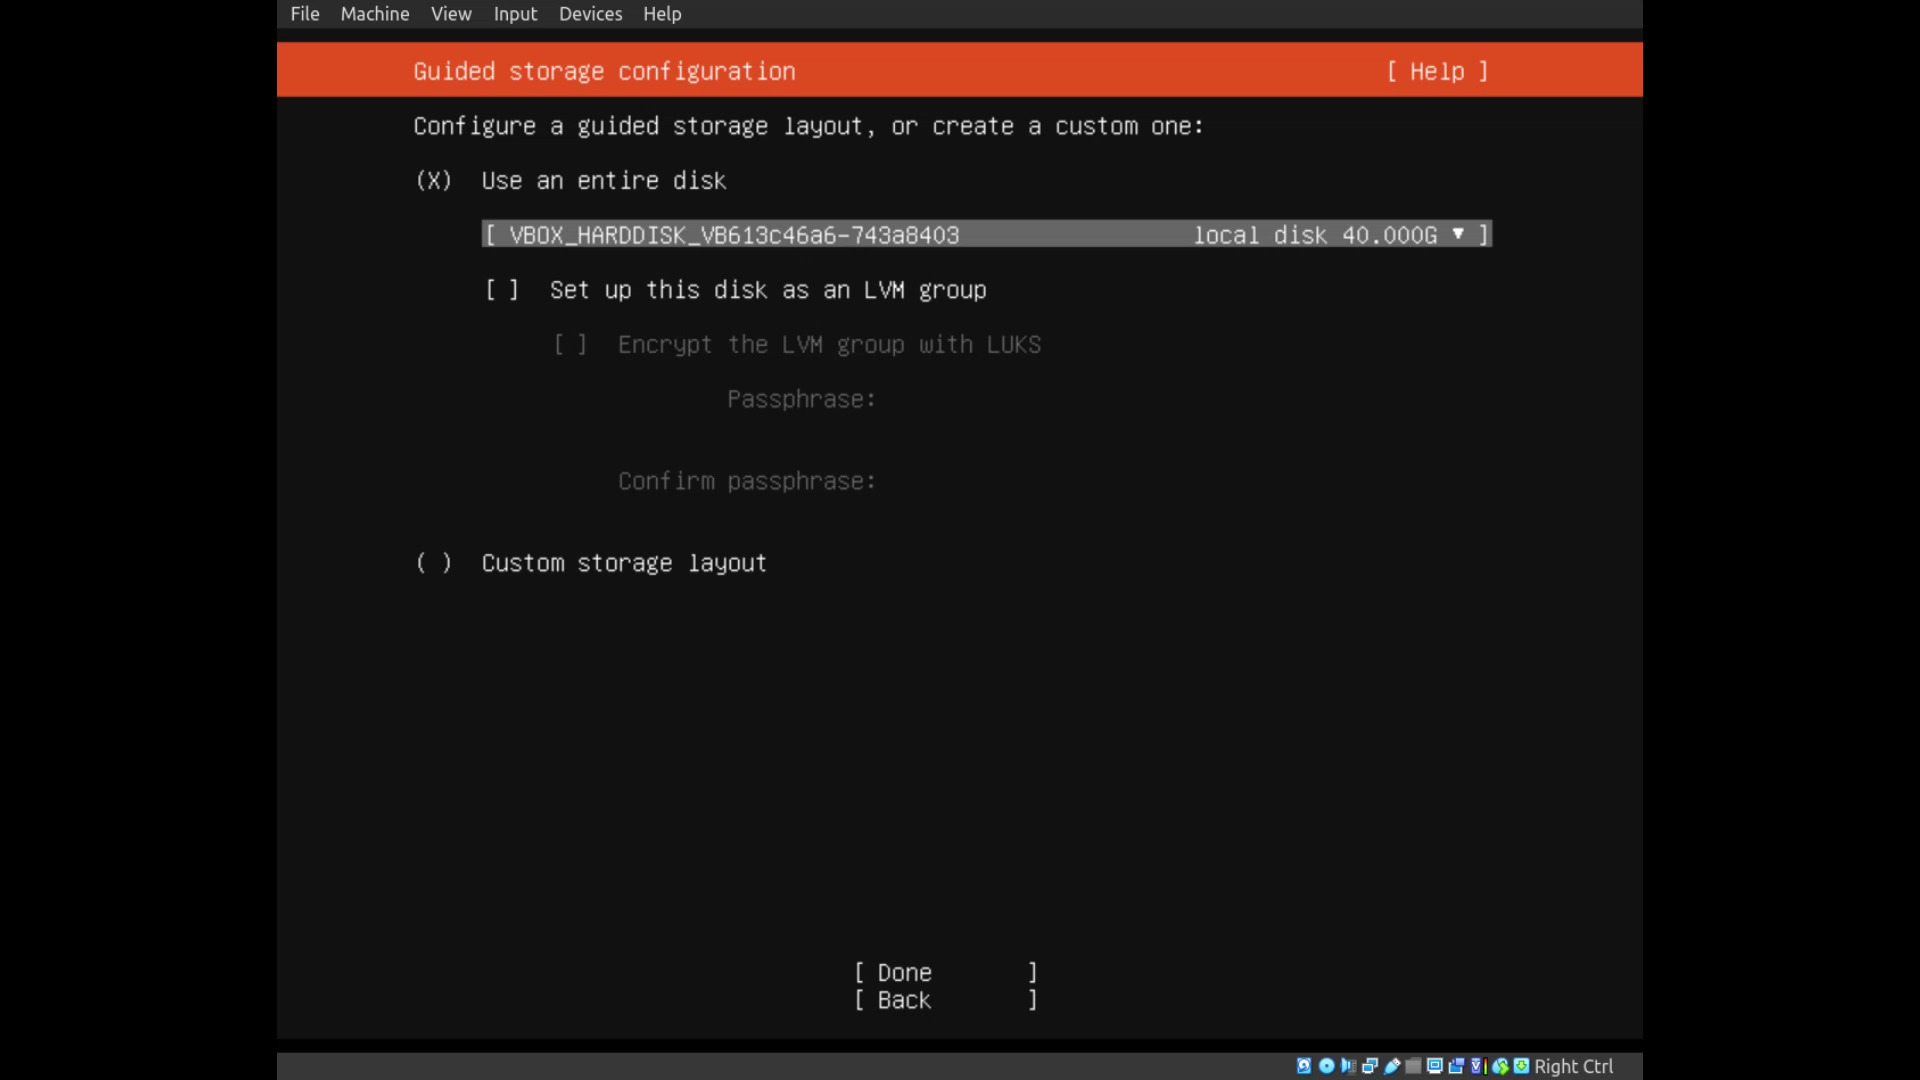 File Machine View Input Devices Help
Guided storage configuration [ Help ]
Configure a guided storage layout, or create a custom one:
(X) Use an entire disk
[ VBOX_HARDDISK_VB613c46a6-743a8403 local disk 40.000G ▾ ]
[ ] Set up this disk as an LVM group
[ ] Encrypt the LVM group with LUKS
Passphrase:
Confirm passphrase:
( ) Custom storage layout
[ Done ]
[ Back ]
Right Ctrl